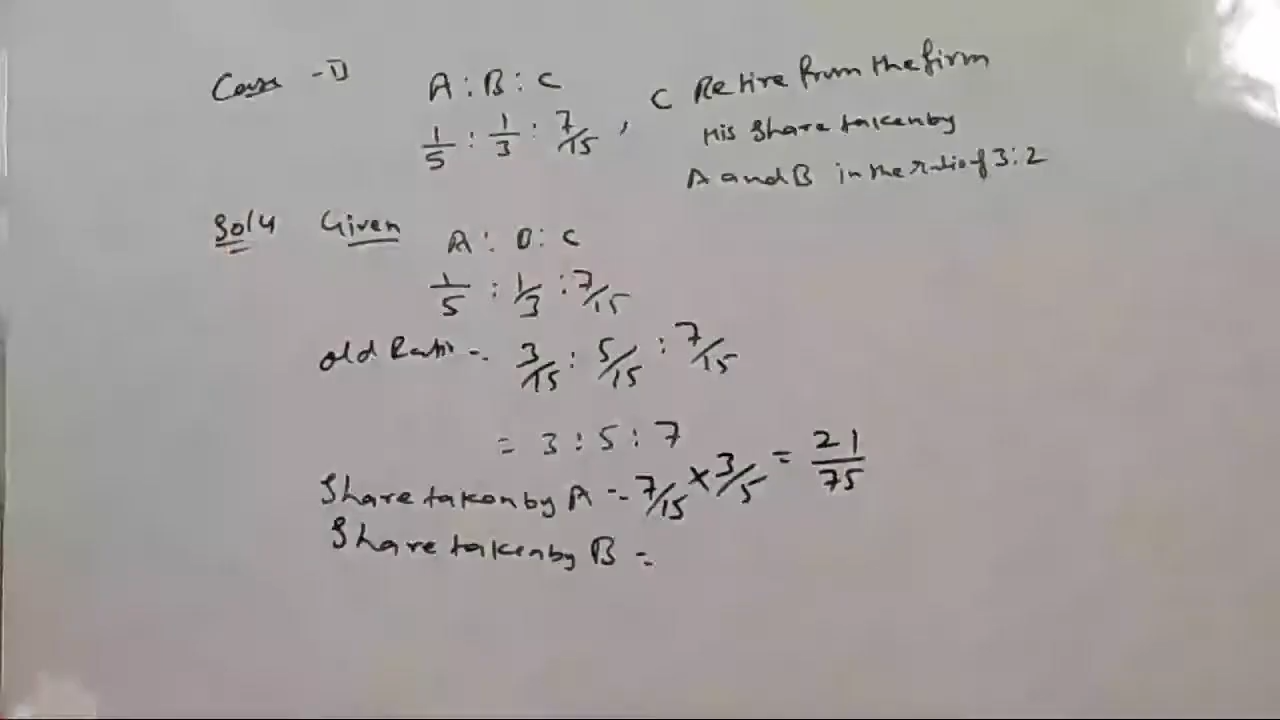 Case - D
A : B : C
1/5 : 1/3 : 7/15 , C Retire from the firm
His Share taken by
A and B in the ratio of 3:2
Given
A : B : C
1/5 : 1/3 : 7/15
old Ratio - 3/15 : 5/15 : 7/15
= 3 : 5 : 7
Share taken by A - 7/15 × 3/5 = 21/75
Share taken by B =